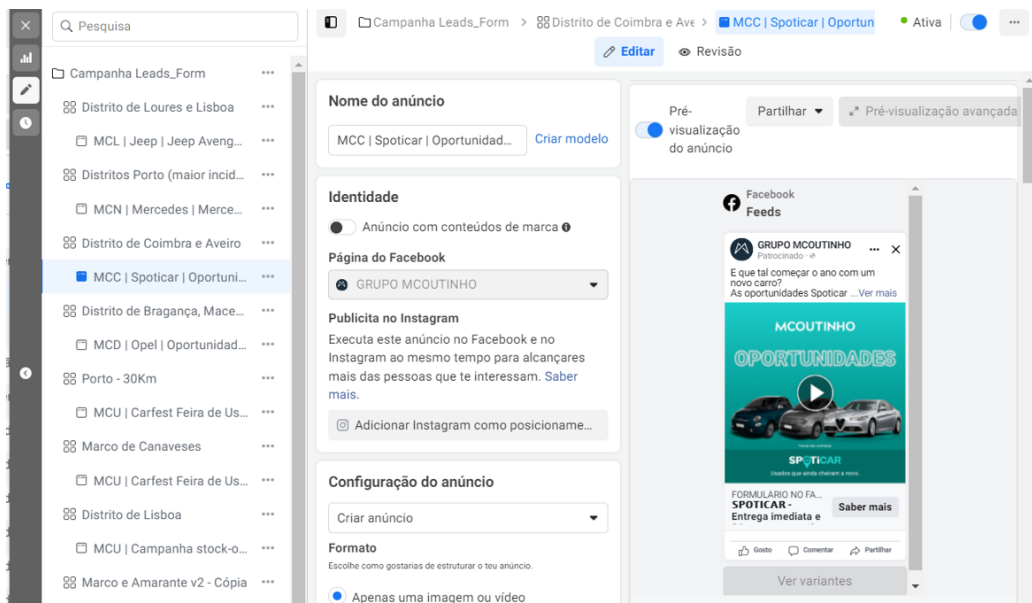 Pesquisa
Campanha Leads_Form
Distrito de Loures e Lisboa
MCL | Jeep | Jeep Aveng...
Distritos Porto (maior incid...
MCN | Mercedes | Merce...
Distrito de Coimbra e Aveiro
MCC | Spoticar | Oportuni...
Distrito de Bragança, Mace...
MCD | Opel | Oportunidad...
Porto - 30Km
MCU | Carfest Feira de Us...
Marco de Canaveses
MCU | Carfest Feira de Us...
Distrito de Lisboa
MCU | Campanha stock-o...
Marco e Amarante v2 - Cópia
Campanha Leads_Form > Distrito de Coimbra e Ave > MCC | Spoticar | Oportun
Ativa
Editar
Revisão
Nome do anúncio
MCC | Spoticar | Oportunidad...
Criar modelo
Identidade
Anúncio com conteúdos de marca
Página do Facebook
GRUPO MCOUTINHO
Publicita no Instagram
Executa este anúncio no Facebook e no
Instagram ao mesmo tempo para alcançares
mais das pessoas que te interessam. Saber
mais.
Adicionar Instagram como posicioname...
Configuração do anúncio
Criar anúncio
Formato
Escolhe como gostarias de estruturar o teu anúncio.
Apenas uma imagem ou vídeo
Pré-
visualização
do anúncio
Partilhar
Pré-visualização avançada
Facebook
Feeds
GRUPO MCOUTINHO
Patrocinado ·
E que tal começar o ano com um
novo carro?
As oportunidades Spoticar ...Ver mais
MCOUTINHO
OPORTUNIDADES
SPOTiCAR
Usados que ainda cheiram a novo.
FORMULÁRIO NO FA...
SPOTICAR -
Entrega imediata e
Saber mais
Gosto
Comentar
Partilhar
Ver variantes